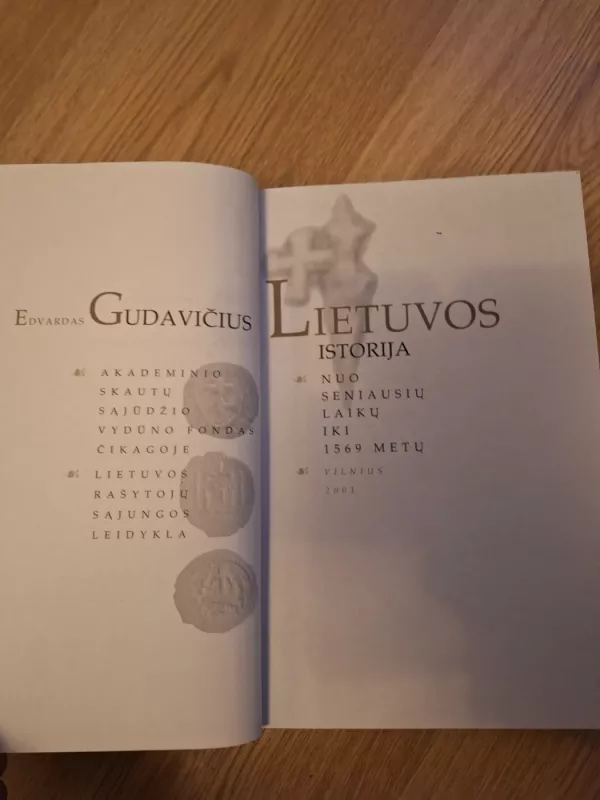 EDVARDAS GUDAVIČIUS
AKADEMINIO
SKAUTŲ
SĄJŪDŽIO
VYDŪNO FONDAS
ČIKAGOJE
LIETUVOS
RAŠYTOJŲ
SĄJUNGOS
LEIDYKLA
LIETUVOS
ISTORIJA
NUO
SENIAUSIŲ
LAIKŲ
IKI
1569 METŲ
VILNIUS
2001